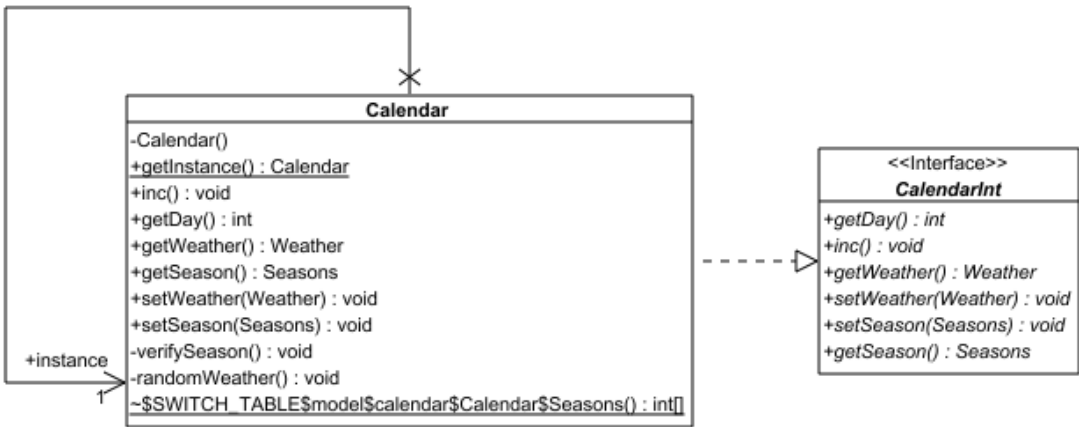 Calendar
-Calendar()
+getInstance() : Calendar
+inc() : void
+getDay() : int
+getWeather() : Weather
+getSeason() : Seasons
+setWeather(Weather) : void
+setSeason(Seasons) : void
-verifySeason() : void
-randomWeather() : void
~$SWITCH_TABLE$model$calendar$Calendar$Seasons() : int[]
+instance
1
<<Interface>>
CalendarInt
+getDay() : int
+inc() : void
+getWeather() : Weather
+setWeather(Weather) : void
+setSeason(Seasons) : void
+getSeason() : Seasons